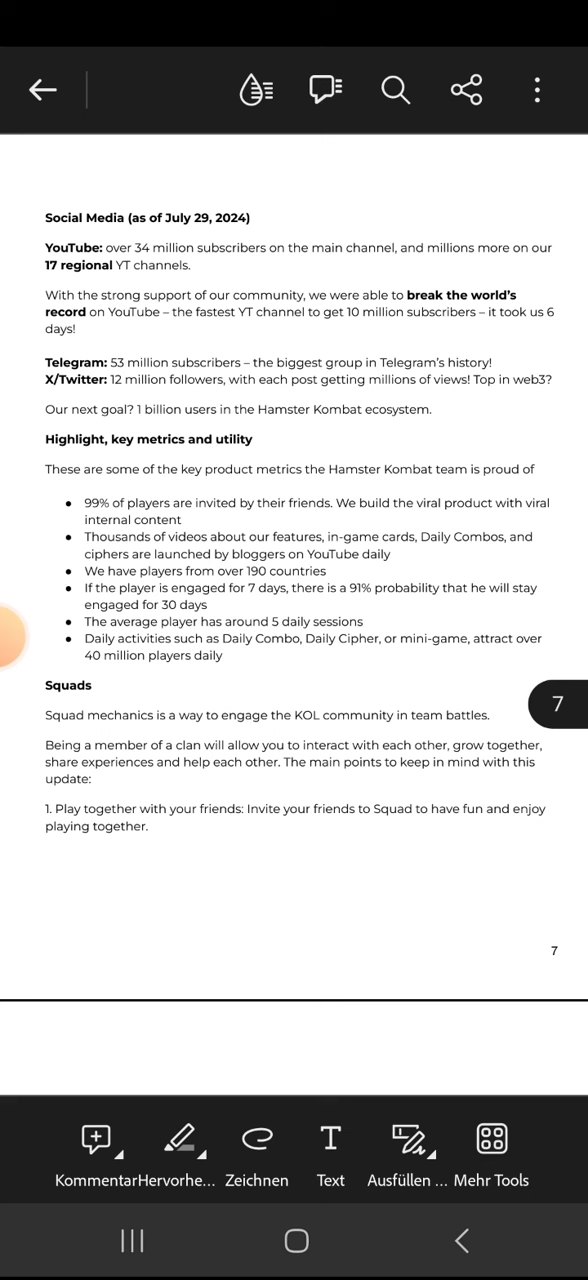 Social Media (as of July 29, 2024)
YouTube: over 34 million subscribers on the main channel, and millions more on our
17 regional YT channels.
With the strong support of our community, we were able to break the world's
record on YouTube – the fastest YT channel to get 10 million subscribers – it took us 6
days!
Telegram: 53 million subscribers – the biggest group in Telegram's history!
X/Twitter: 12 million followers, with each post getting millions of views! Top in web3?
Our next goal? 1 billion users in the Hamster Kombat ecosystem.
Highlight, key metrics and utility
These are some of the key product metrics the Hamster Kombat team is proud of
● 99% of players are invited by their friends. We build the viral product with viral
internal content
● Thousands of videos about our features, in-game cards, Daily Combos, and
ciphers are launched by bloggers on YouTube daily
● We have players from over 190 countries
● If the player is engaged for 7 days, there is a 91% probability that he will stay
engaged for 30 days
● The average player has around 5 daily sessions
● Daily activities such as Daily Combo, Daily Cipher, or mini-game, attract over
40 million players daily
Squads
7
Squad mechanics is a way to engage the KOL community in team battles.
Being a member of a clan will allow you to interact with each other, grow together,
share experiences and help each other. The main points to keep in mind with this
update:
1. Play together with your friends: Invite your friends to Squad to have fun and enjoy
playing together.
7
Kommentar Hervorhe... Zeichnen Text Ausfüllen ... Mehr Tools